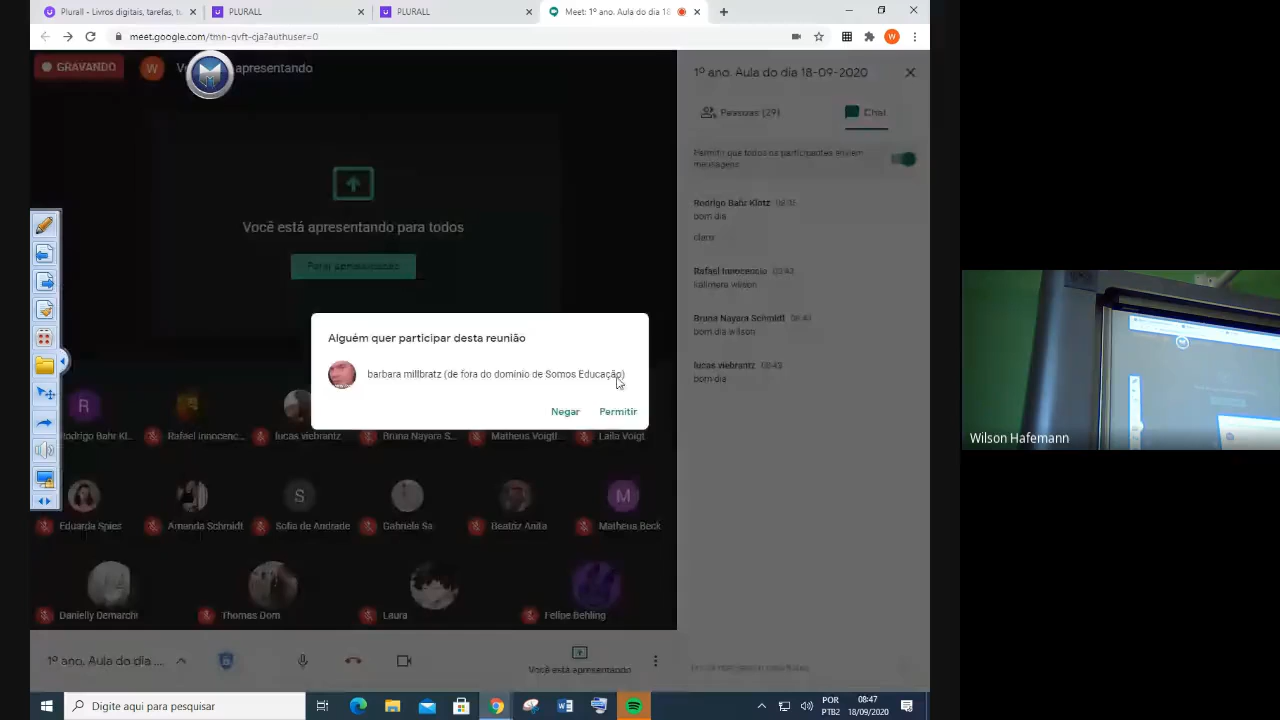 Plurall - Livros digitais, tarefas, t
PLURALL
PLURALL
Meet: 1º ano. Aula do dia 18
meet.google.com/tmn-qvft-cja?authuser=0
W
GRAVANDO
W
apresentando
1º ano. Aula do dia 18-09-2020
Pessoas (29)
Chat
Permitir que todos os participantes enviem
mensagens
Você está apresentando para todos
Parar apresentação
Rodrigo Bahr Klotz
bom dia
claro
Rafael Innocencio 08:43
kalimera wilson
Bruna Nayara Schmidt
bom dia wilson
lucas viebrantz 08:43
bom dia
Alguém quer participar desta reunião
barbara millbratz (de fora do domínio de Somos Educação)
Negar
Permitir
R
Rodrigo Bahr Kl...
Rafael Innocenc...
lucas viebrantz
Bruna Nayara S...
Matheus Voigtl...
Laila Voigt
S
M
Eduarda Spies
Amanda Schmidt
Sofia de Andrade
Gabriela Sa
Beatriz Anita
Matheus Beck
Danielly Demarchi
Thomas Dom
Laura
Felipe Behling
1º ano. Aula do dia ...
Você está apresentando
Digite aqui para pesquisar
POR
PTB2
08:47
18/09/2020
Wilson Hafemann